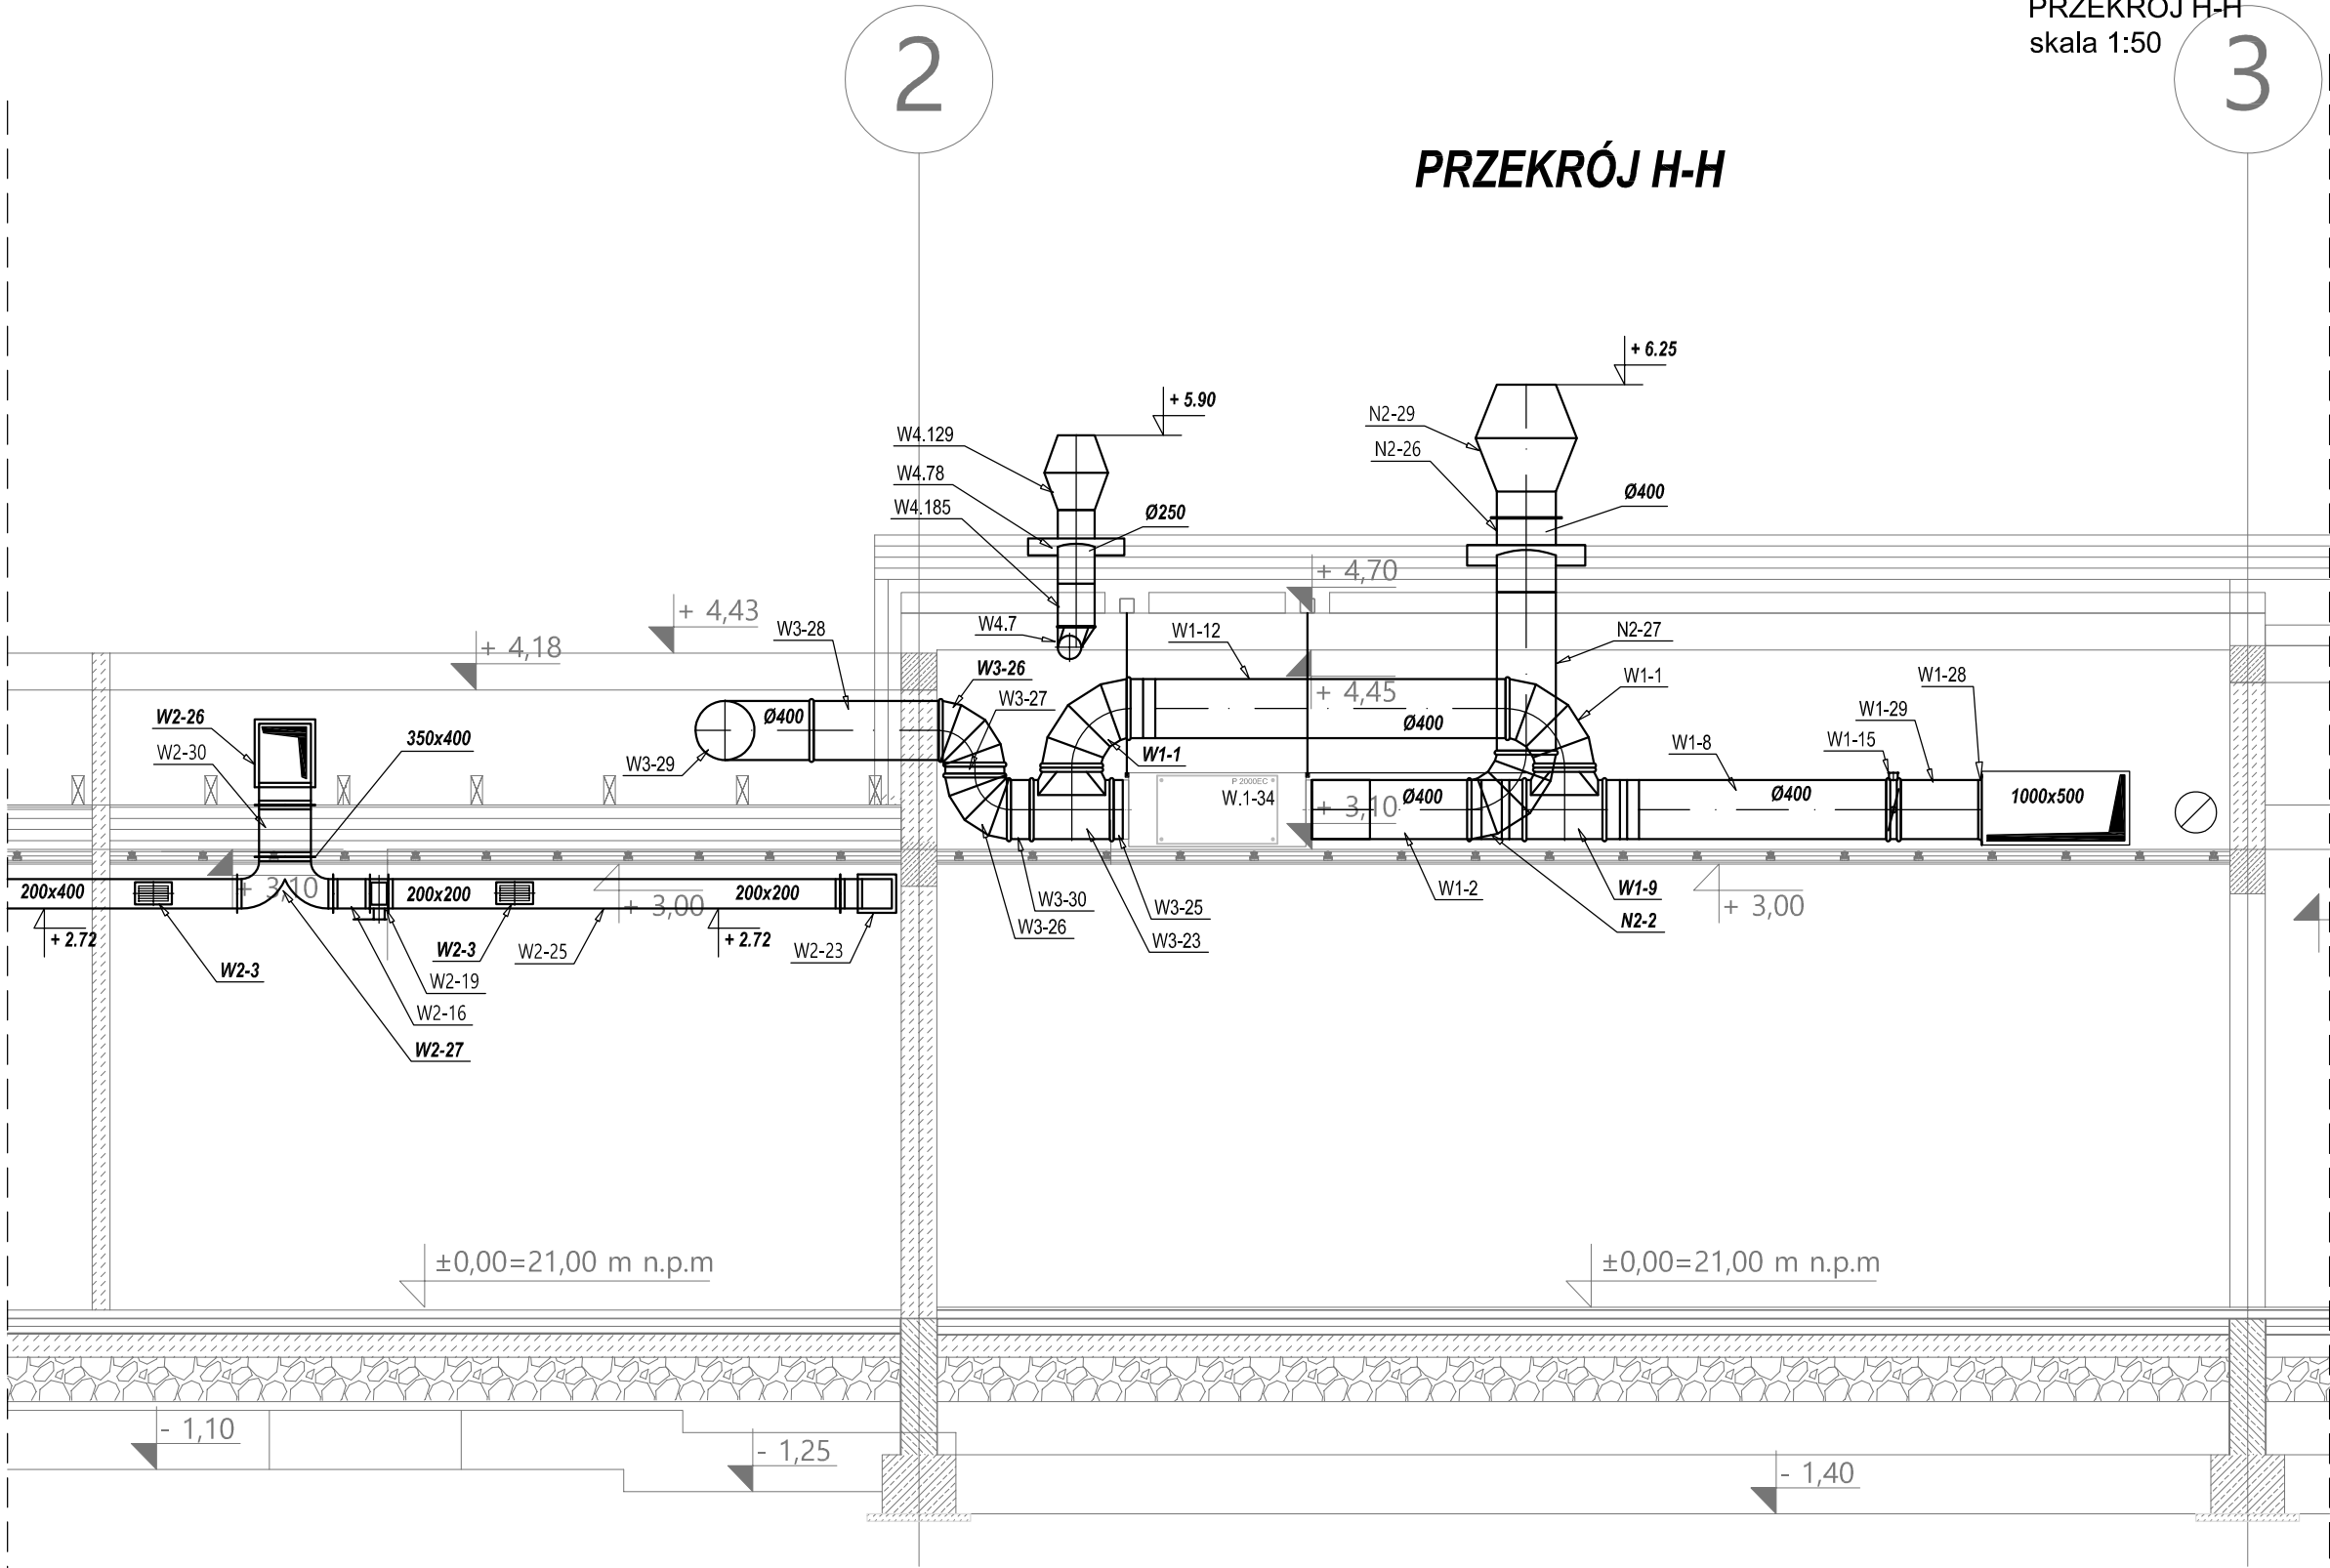 PRZEKRÓJ H-H
skala 1:50
2
3
PRZEKRÓJ H-H
+ 6.25
+ 5.90
N2-29
W4.129
N2-26
W4.78
Ø400
W4.185
Ø250
+ 4,70
+ 4,43
W4.7
W3-28
W1-12
N2-27
+ 4,18
W3-26
W1-1
W1-28
+ 4,45
W3-27
W2-26
Ø400
Ø400
W1-29
350x400
W2-30
W1-15
W1-8
W1-1
W3-29
P 2000EC
W.1-34
Ø400
Ø400
1000x500
+ 3,10
200x400
+ 3,10
200x200
200x200
W1-2
W1-9
W3-30
+ 3,00
W3-25
+ 3,00
N2-2
W3-26
W3-23
+ 2.72
+ 2.72
W2-3
W2-25
W2-23
W2-3
W2-19
W2-16
W2-27
±0,00=21,00 m n.p.m
±0,00=21,00 m n.p.m
- 1,10
- 1,25
- 1,40